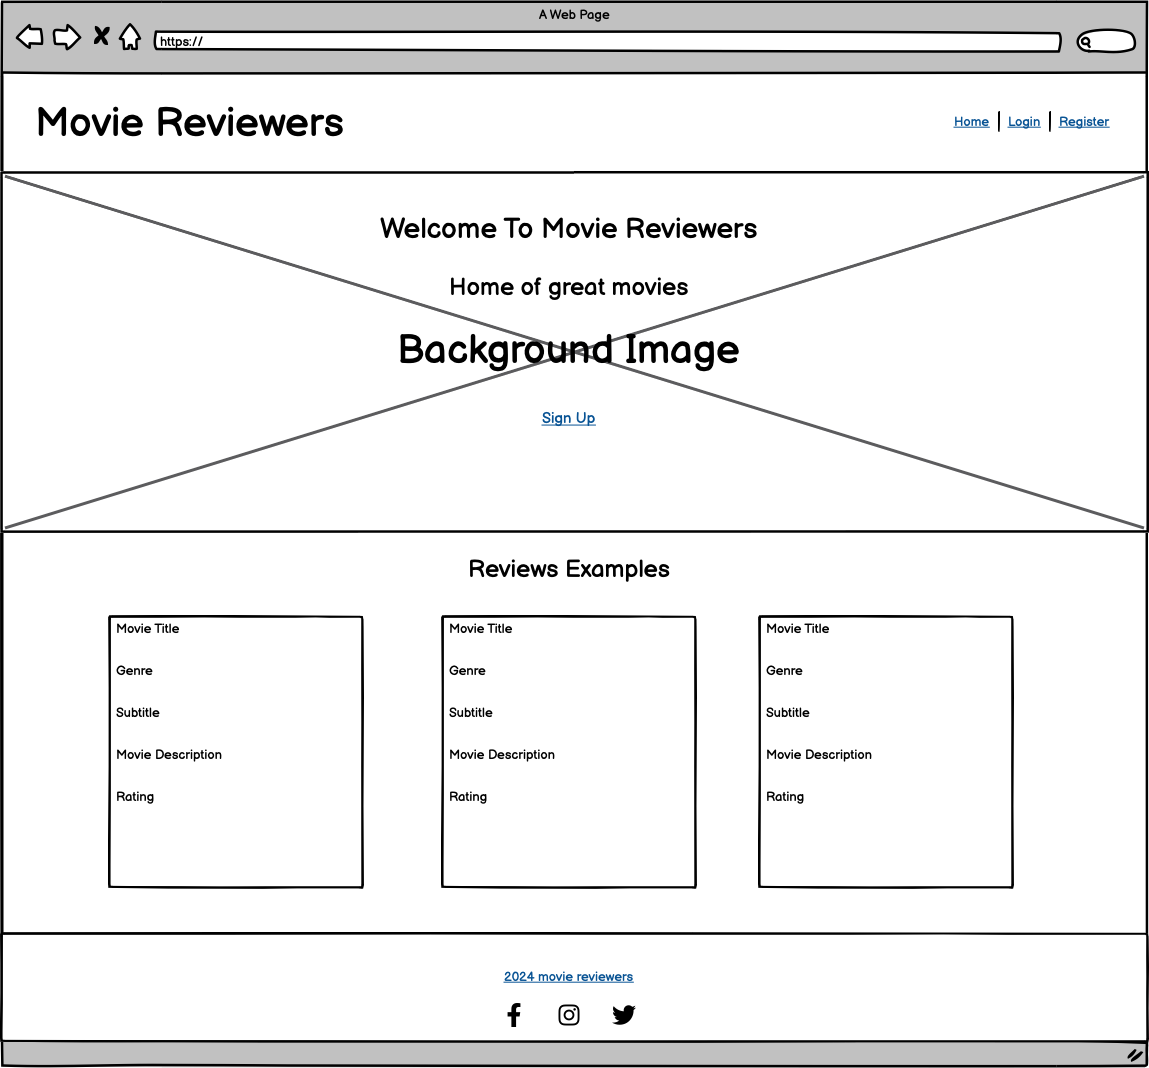 A Web Page
https://
Movie Reviewers
Home Login Register
Welcome To Movie Reviewers
Home of great movies
Background Image
Sign Up
Reviews Examples
Movie Title
Genre
Subtitle
Movie Description
Rating
Movie Title
Genre
Subtitle
Movie Description
Rating
Movie Title
Genre
Subtitle
Movie Description
Rating
2024 movie reviewers